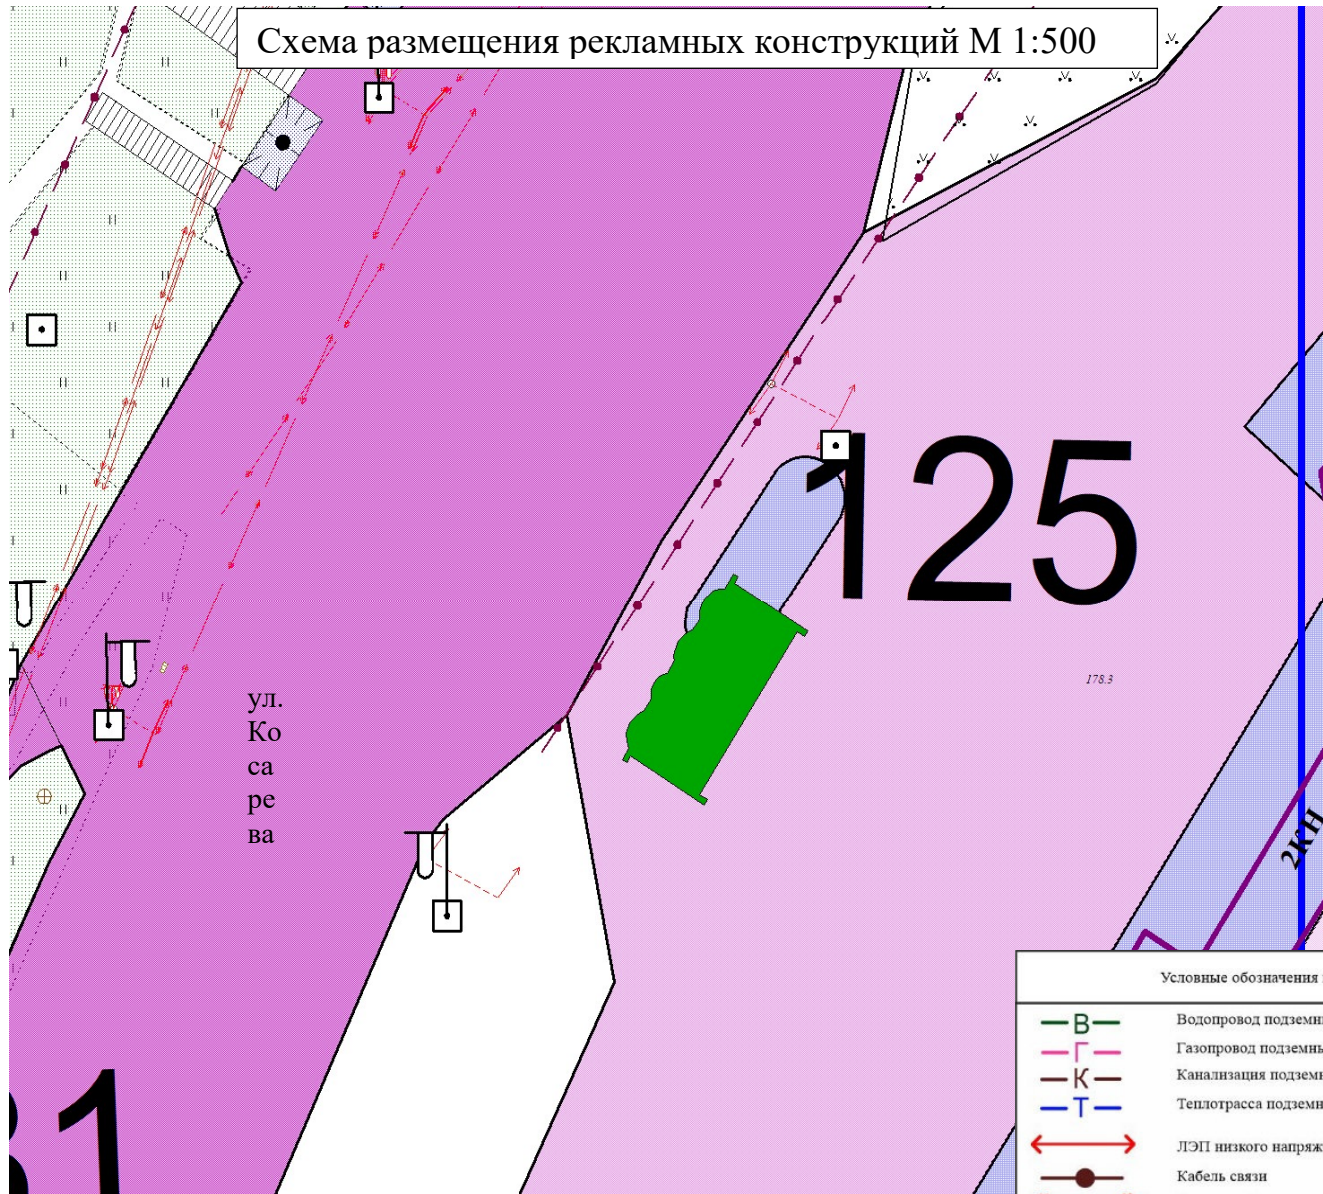 Схема размещения рекламных конструкций М 1:500
125
178.3
ул.
Ко
са
ре
ва
2КН
31
Условные обозначения
В Водопровод подземн
Г Газопровод подземны
К Канализация подземн
Т Теплотрасса подземн
ЛЭП низкого напряж
Кабель связи